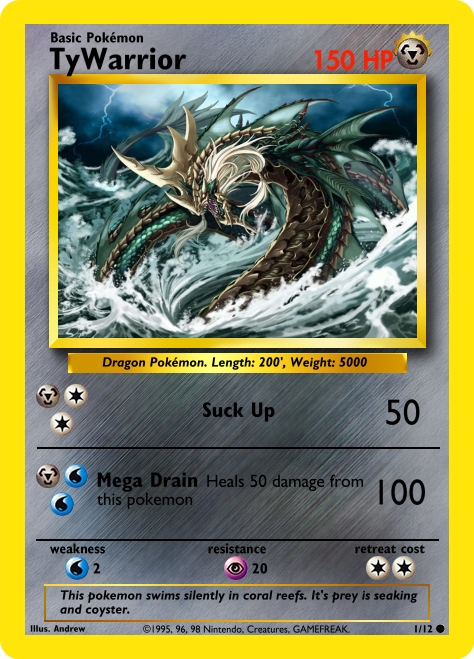 Basic Pokémon
TyWarrior 150 HP
Dragon Pokémon. Length: 200', Weight: 5000
Suck Up 50
Mega Drain Heals 50 damage from
this pokemon 100
weakness resistance retreat cost
2 20
This pokemon swims silently in coral reefs. It's prey is seaking
and coyster.
Illus. Andrew ©1995, 96, 98 Nintendo, Creatures, GAMEFREAK. 1/12